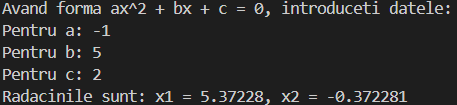 Avand forma ax^2 + bx + c = 0, introduceti datele:
Pentru a: -1
Pentru b: 5
Pentru c: 2
Radacinile sunt: x1 = 5.37228, x2 = -0.372281